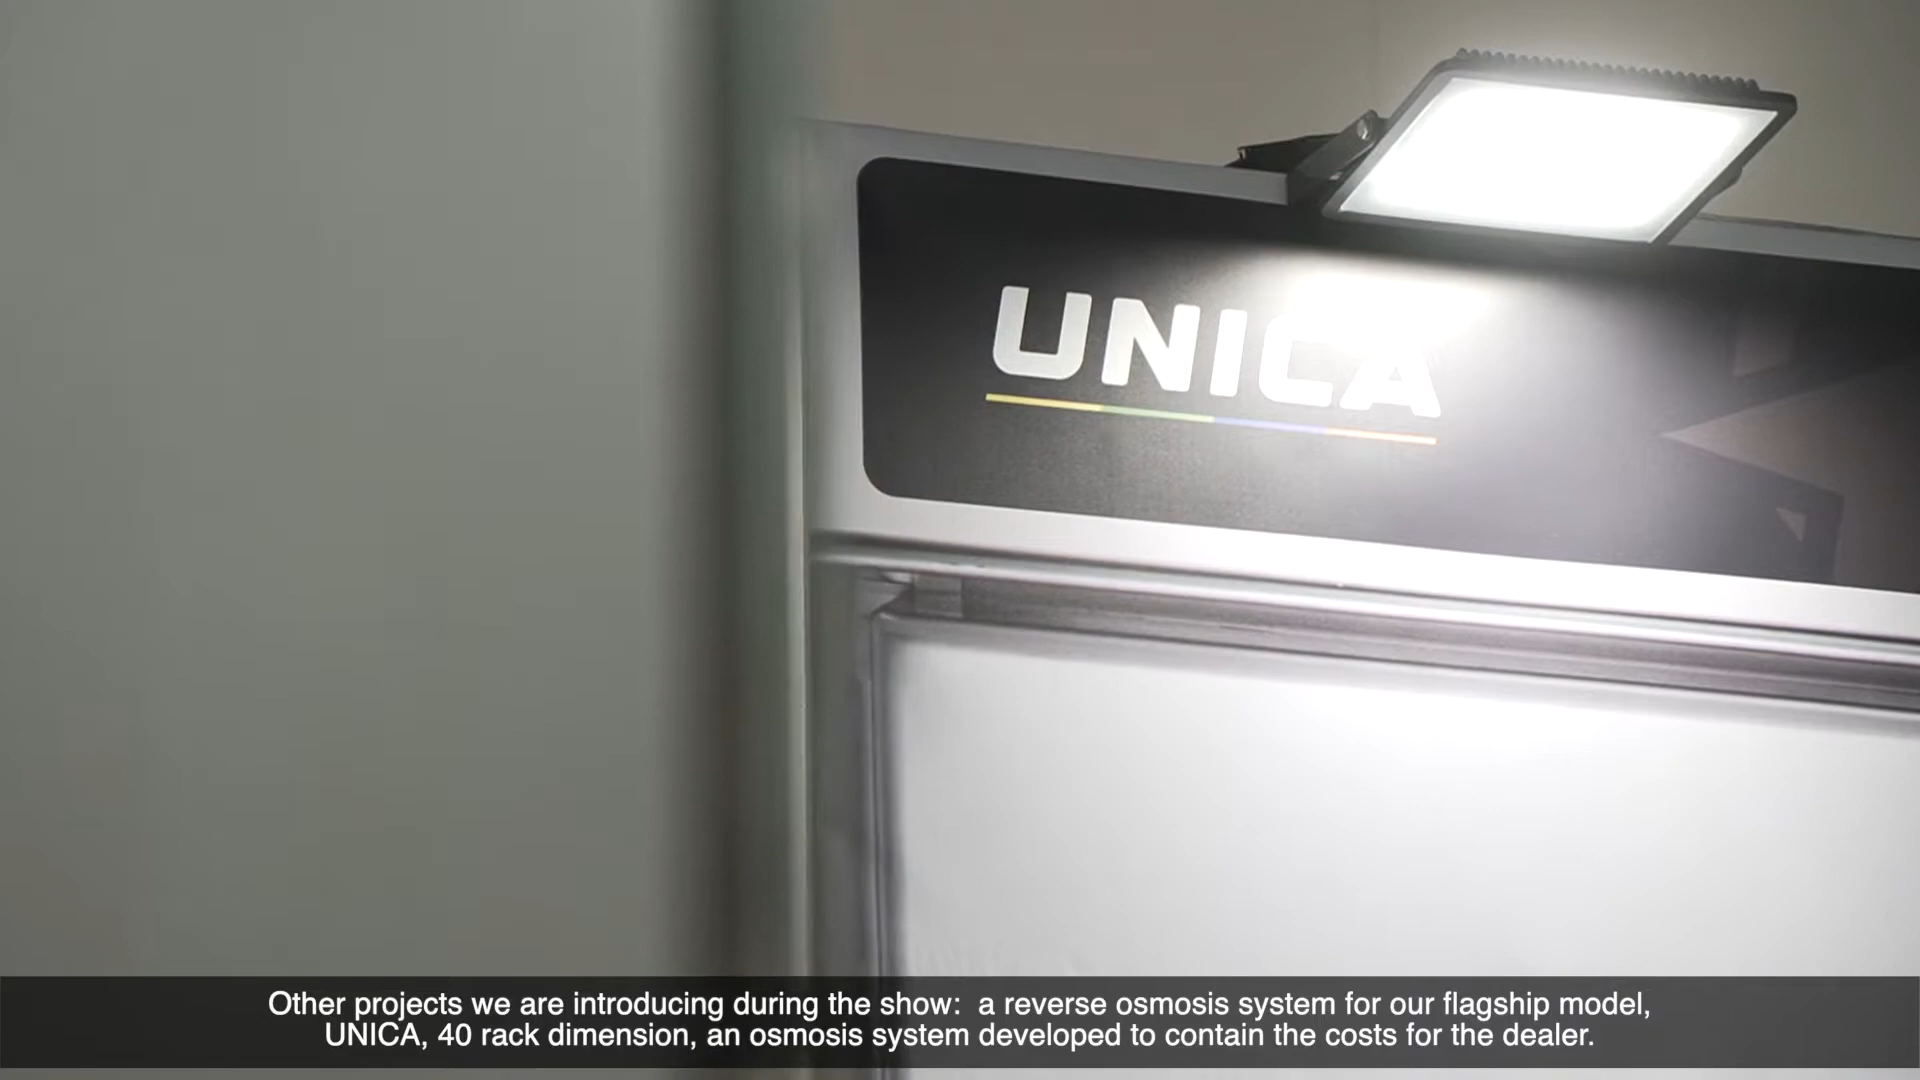 UNICA
Other projects we are introducing during the show:  a reverse osmosis system for our flagship model,
UNICA, 40 rack dimension, an osmosis system developed to contain the costs for the dealer.